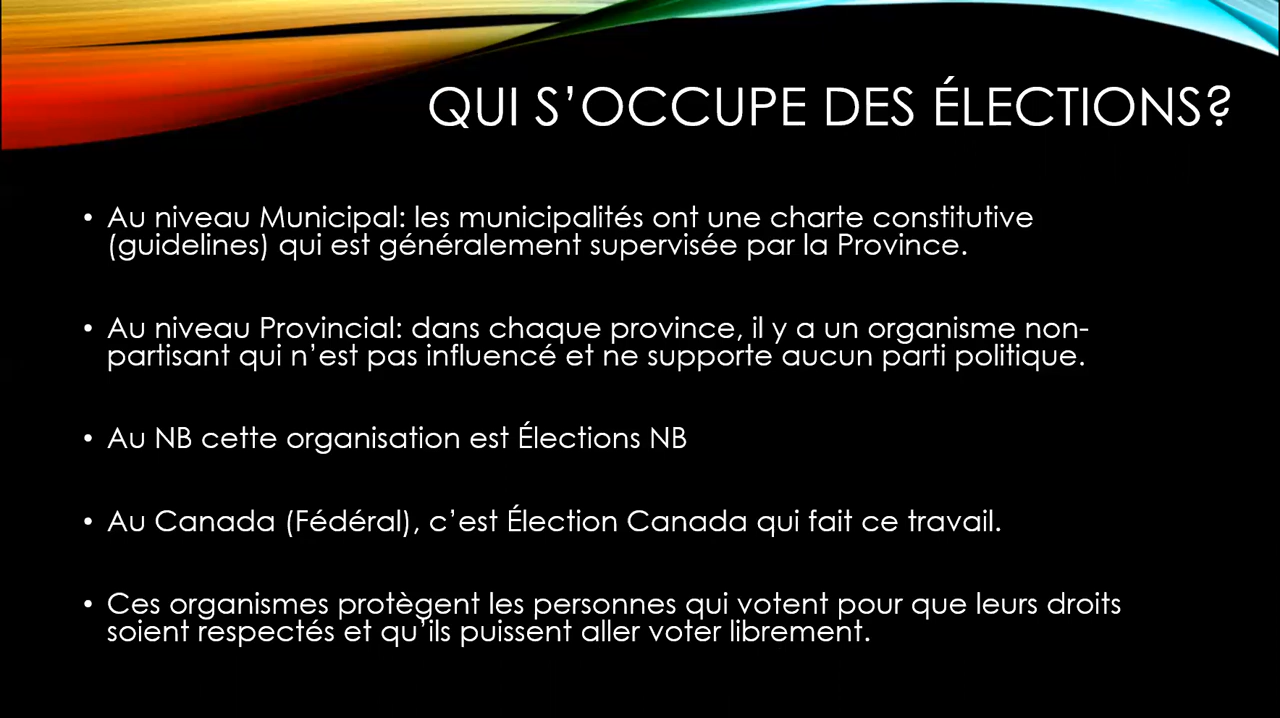 QUI S’OCCUPE DES ÉLECTIONS?
• Au niveau Municipal: les municipalités ont une charte constitutive
(guidelines) qui est généralement supervisée par la Province.
• Au niveau Provincial: dans chaque province, il y a un organisme non-
partisant qui n’est pas influencé et ne supporte aucun parti politique.
• Au NB cette organisation est Élections NB
• Au Canada (Fédéral), c’est Élection Canada qui fait ce travail.
• Ces organismes protègent les personnes qui votent pour que leurs droits
soient respectés et qu’ils puissent aller voter librement.